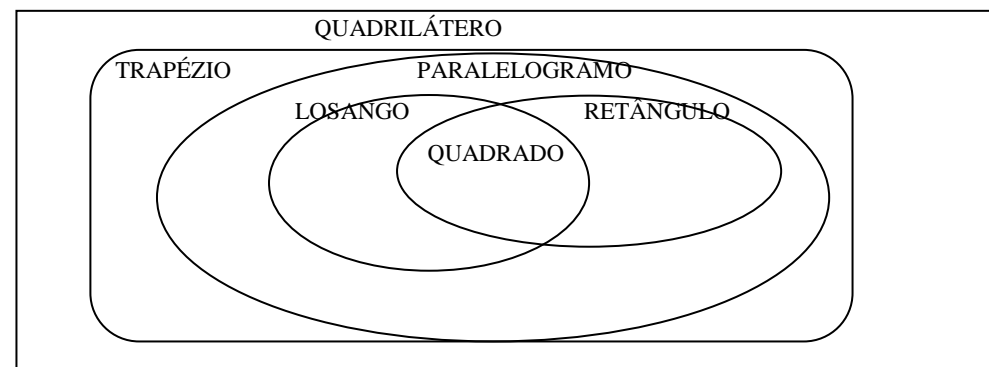 QUADRILÁTERO
TRAPÉZIO PARALELOGRAMO
LOSANGO RETÂNGULO
QUADRADO